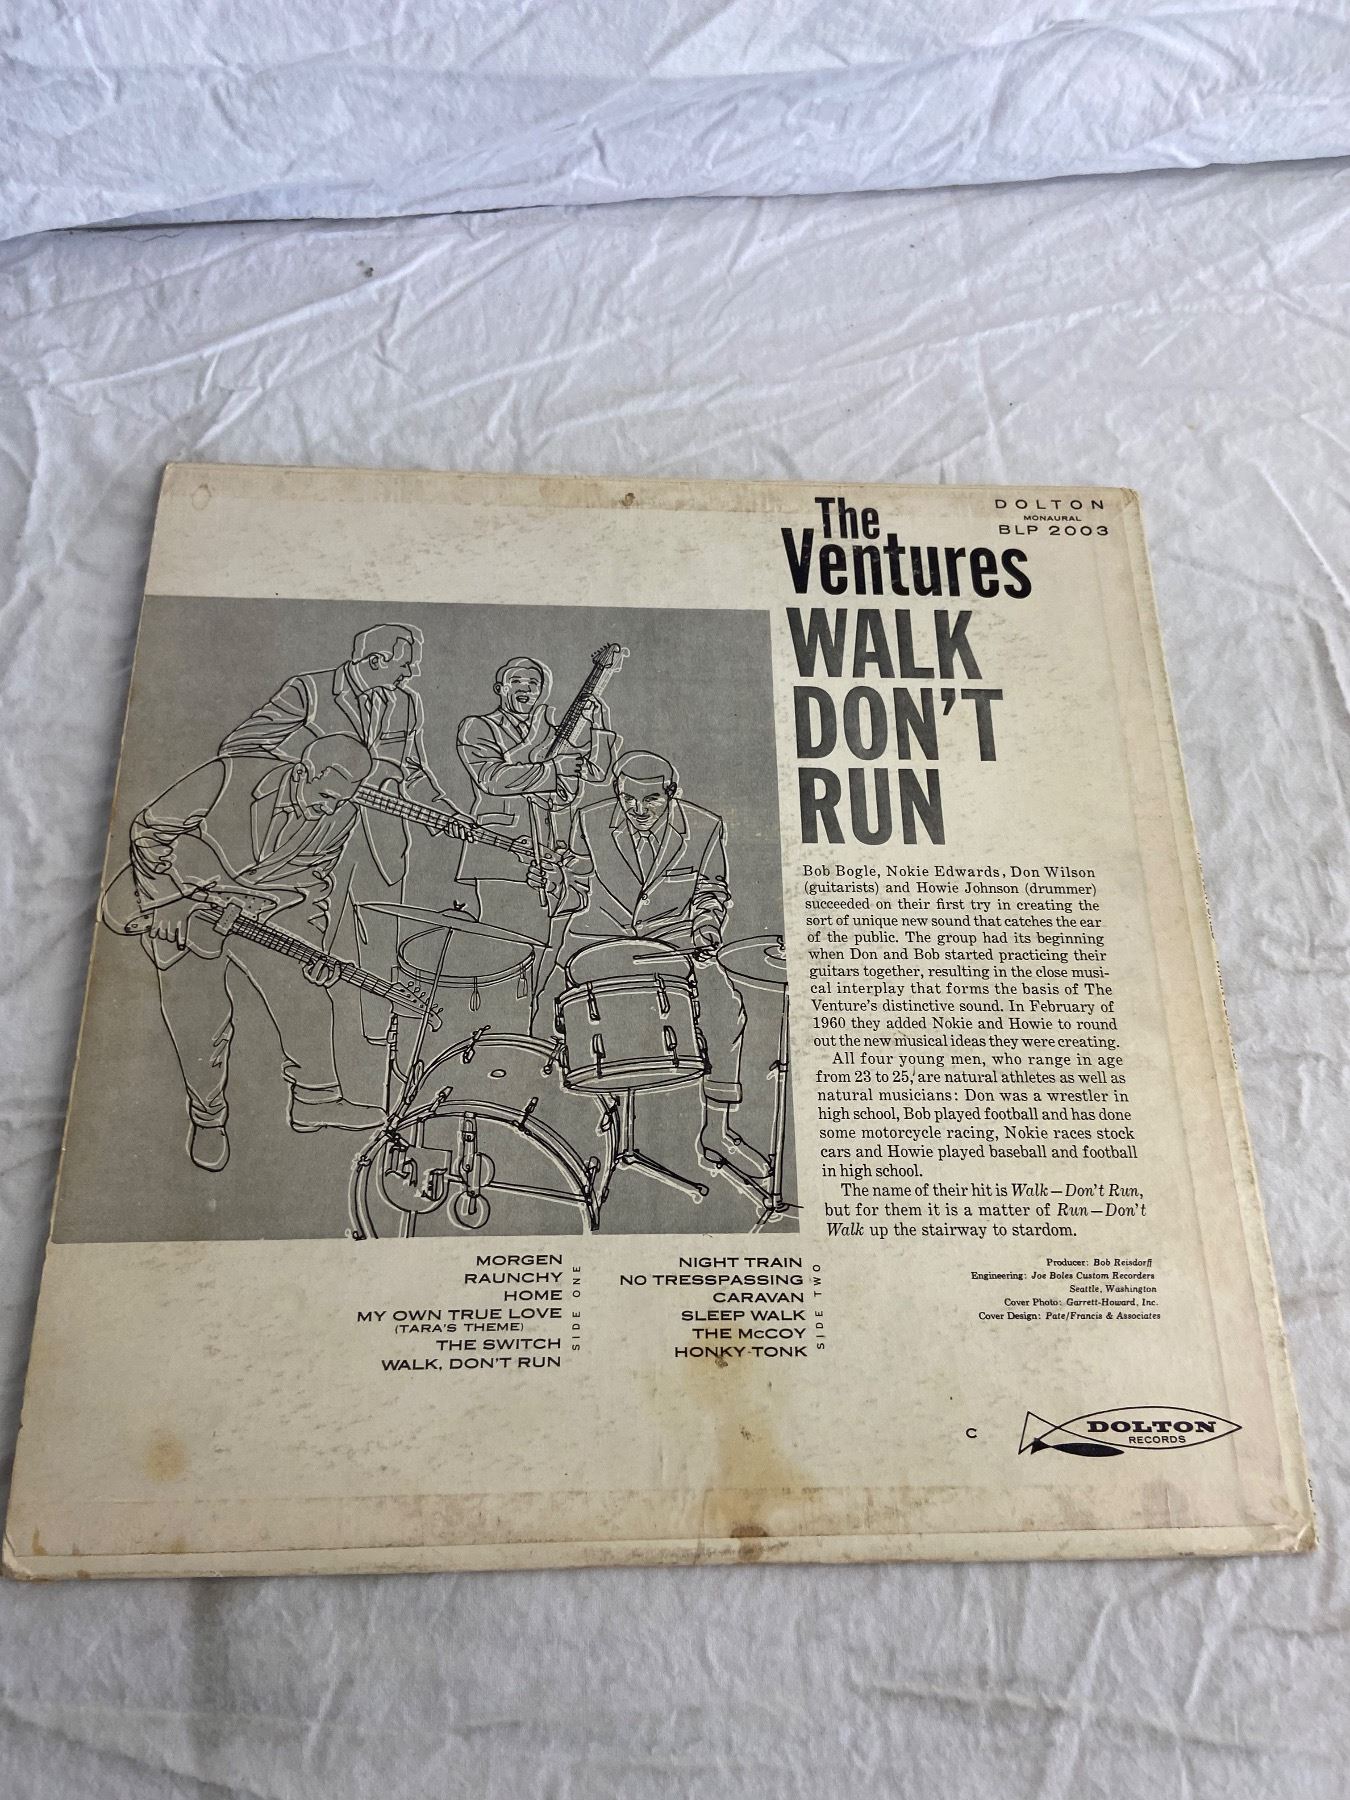 The
Ventures
WALK
DON'T
RUN
DOLTON
MONAURAL
BLP 2003
Bob Bogle, Nokie Edwards, Don Wilson
(guitarists) and Howie Johnson (drummer)
succeeded on their first try in creating the
sort of unique new sound that catches the ear
of the public. The group had its beginning
when Don and Bob started practicing their
guitars together, resulting in the close musi-
cal interplay that forms the basis of The
Venture's distinctive sound. In February of
1960 they added Nokie and Howie to round
out the new musical ideas they were creating.
All four young men, who range in age
from 23 to 25, are natural athletes as well as
natural musicians: Don was a wrestler in
high school, Bob played football and has done
some motorcycle racing, Nokie races stock
cars and Howie played baseball and football
in high school.
The name of their hit is Walk—Don't Run,
but for them it is a matter of Run—Don't
Walk up the stairway to stardom.
MORGEN
RAUNCHY
HOME
MY OWN TRUE LOVE
(TARA'S THEME)
THE SWITCH
WALK, DON'T RUN
SIDE ONE
NIGHT TRAIN
NO TRESSPASSING
CARAVAN
SLEEP WALK
THE McCOY
HONKY-TONK
SIDE TWO
Producer: Bob Reisdorff
Engineering: Joe Boles Custom Recorders
Seattle, Washington
Cover Photo: Garrett-Howard, Inc.
Cover Design: Pate/Francis & Associates
C
DOLTON
RECORDS